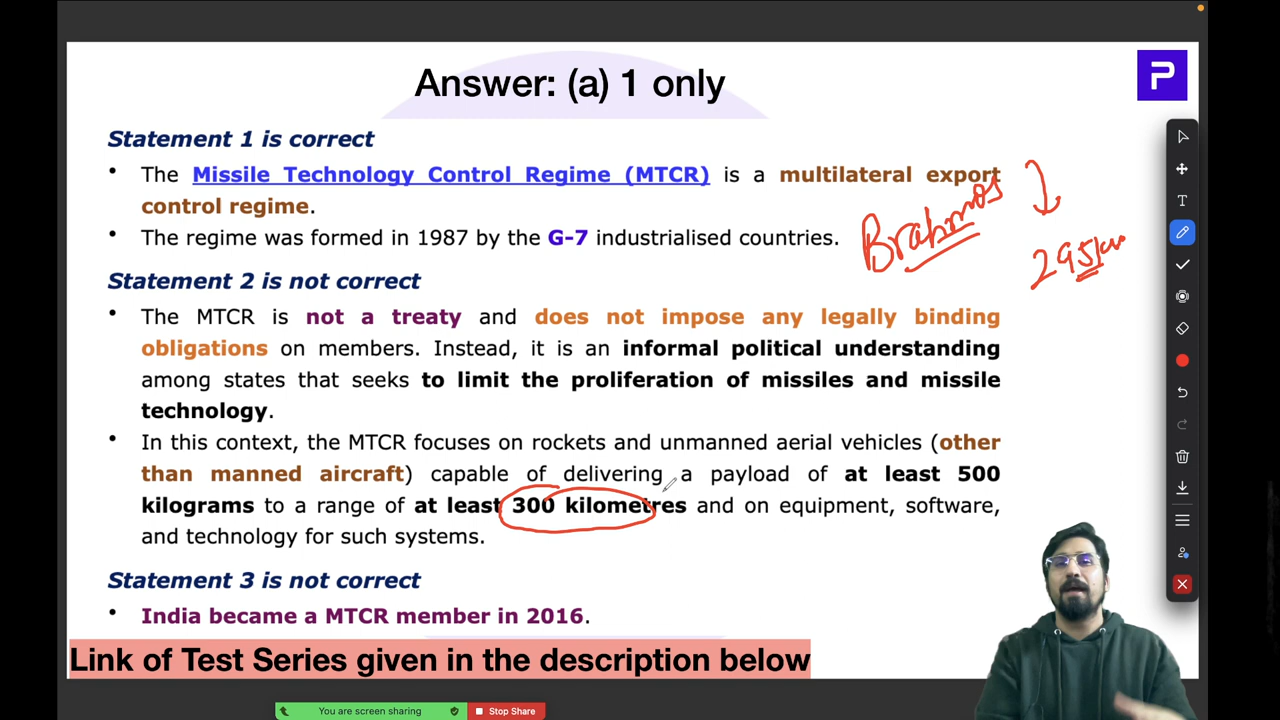 Answer: (a) 1 only
P
Statement 1 is correct
• The Missile Technology Control Regime (MTCR) is a multilateral export
control regime.
• The regime was formed in 1987 by the G-7 industrialised countries.
Brahmos
295km
Statement 2 is not correct
• The MTCR is not a treaty and does not impose any legally binding
obligations on members. Instead, it is an informal political understanding
among states that seeks to limit the proliferation of missiles and missile
technology.
• In this context, the MTCR focuses on rockets and unmanned aerial vehicles (other
than manned aircraft) capable of delivering a payload of at least 500
kilograms to a range of at least 300 kilometres and on equipment, software,
and technology for such systems.
Statement 3 is not correct
• India became a MTCR member in 2016.
Link of Test Series given in the description below
You are screen sharing
Stop Share
T